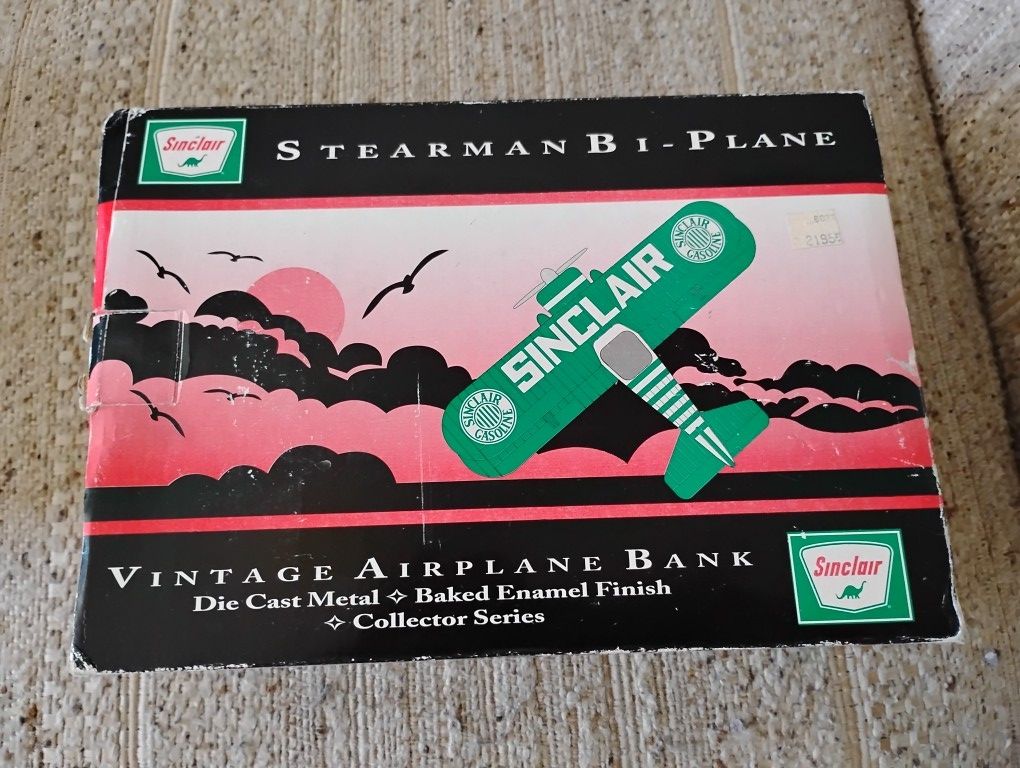 Sinclair
STEARMAN BI-PLANE
SINCLAIR
GASOLINE
SINCLAIR
SINCLAIR
GASOLINE
21955
VINTAGE AIRPLANE BANK
Die Cast Metal ✧ Baked Enamel Finish
✧ Collector Series
Sinclair